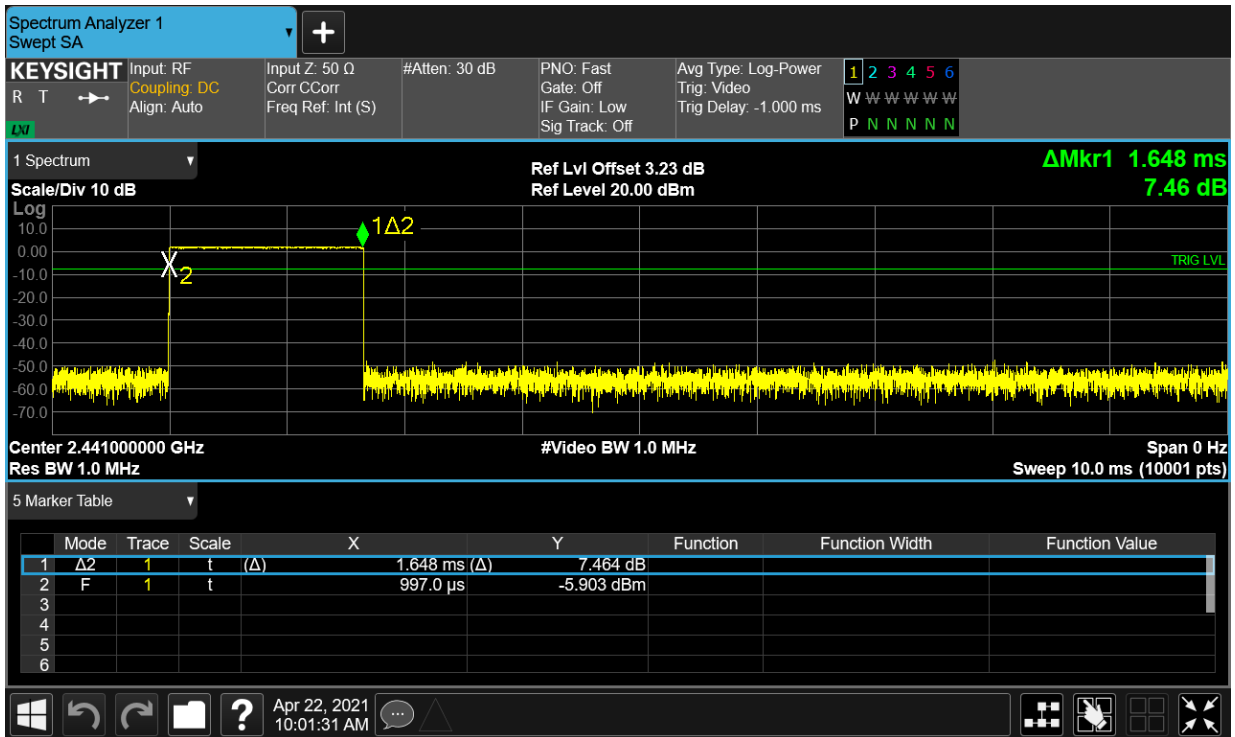 Spectrum Analyzer 1
Swept SA
KEYSIGHT
R T
LXI
Input: RF
Coupling: DC
Align: Auto
Input Z: 50 Ω
Corr CCorr
Freq Ref: Int (S)
#Atten: 30 dB
PNO: Fast
Gate: Off
IF Gain: Low
Sig Track: Off
Avg Type: Log-Power
Trig: Video
Trig Delay: -1.000 ms
1 2 3 4 5 6
W W W W W W
P N N N N N
1 Spectrum
Scale/Div 10 dB
Ref Lvl Offset 3.23 dB
Ref Level 20.00 dBm
ΔMkr1 1.648 ms
7.46 dB
Log
10.0
0.00
-10.0
-20.0
-30.0
-40.0
-50.0
-60.0
-70.0
1Δ2
2
TRIG LVL
Center 2.441000000 GHz
Res BW 1.0 MHz
#Video BW 1.0 MHz
Span 0 Hz
Sweep 10.0 ms (10001 pts)
5 Marker Table
Mode Trace Scale X Y Function Function Width Function Value
1 Δ2 1 t (Δ) 1.648 ms (Δ) 7.464 dB
2 F 1 t 997.0 µs -5.903 dBm
3
4
5
6
?
Apr 22, 2021
10:01:31 AM